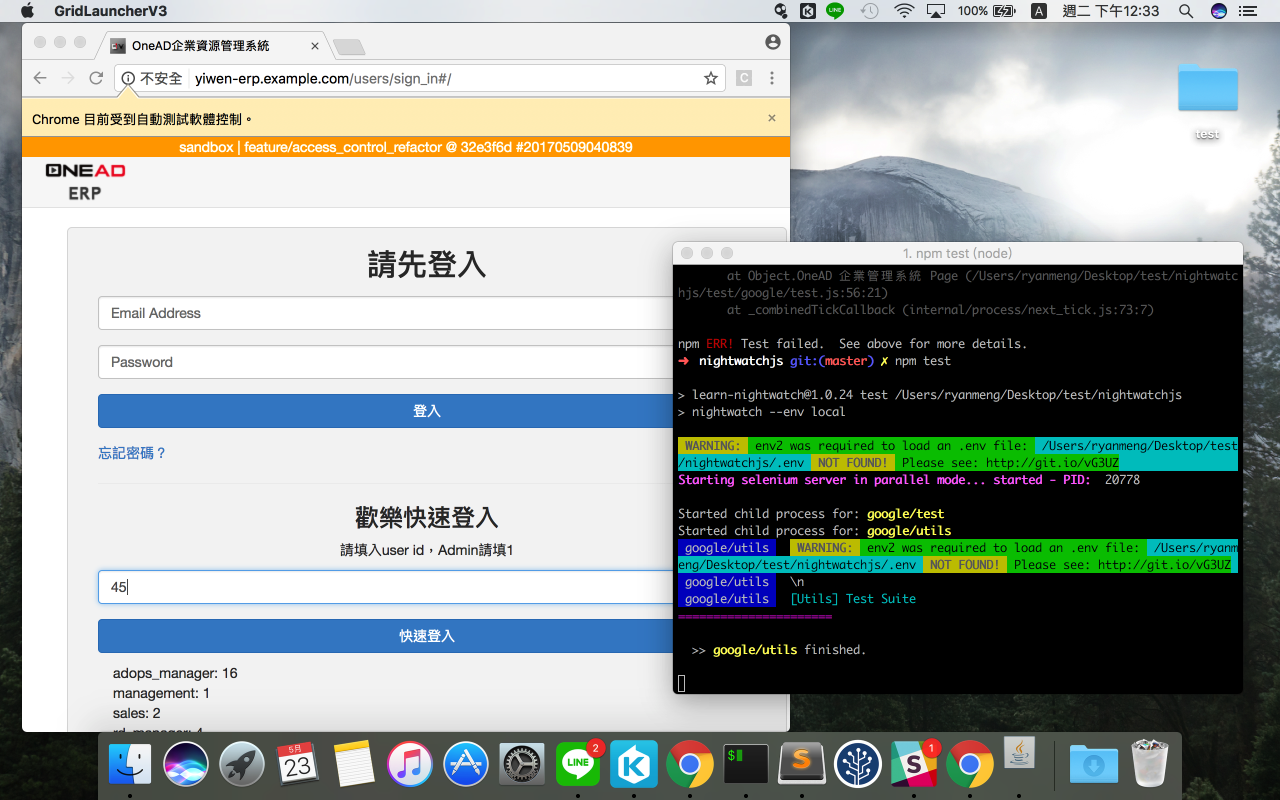 GridLauncherV3
100%
A
週二 下午12:33
OneAD企業資源管理系統
不安全
yiwen-erp.example.com/users/sign_in#/
C
Chrome 目前受到自動測試軟體控制。
sandbox | feature/access_control_refactor @ 32e3f6d #20170509040839
ONEAD
ERP
請先登入
Email Address
Password
登入
忘記密碼？
歡樂快速登入
請填入user id，Admin請填1
45
快速登入
adops_manager: 16
management: 1
sales: 2
rd_manager: 4
test
1. npm test (node)
at Object.OneAD 企業管理系統 Page (/Users/ryanmeng/Desktop/test/nightwatc
hjs/test/google/test.js:56:21)
at _combinedTickCallback (internal/process/next_tick.js:73:7)
npm ERR! Test failed.  See above for more details.
➜  nightwatchjs git:(master) ✗ npm test
> learn-nightwatch@1.0.24 test /Users/ryanmeng/Desktop/test/nightwatchjs
> nightwatch --env local
WARNING:  env2 was required to load an .env file:  /Users/ryanmeng/Desktop/test
/nightwatchjs/.env  NOT FOUND!  Please see: http://git.io/vG3UZ
Starting selenium server in parallel mode... started - PID:  20778
Started child process for: google/test
Started child process for: google/utils
google/utils   WARNING:  env2 was required to load an .env file:  /Users/ryanm
eng/Desktop/test/nightwatchjs/.env  NOT FOUND!  Please see: http://git.io/vG3UZ
google/utils   \n
google/utils   [Utils] Test Suite
======================
>> google/utils finished.
5月
23
LINE
2
$
S
1